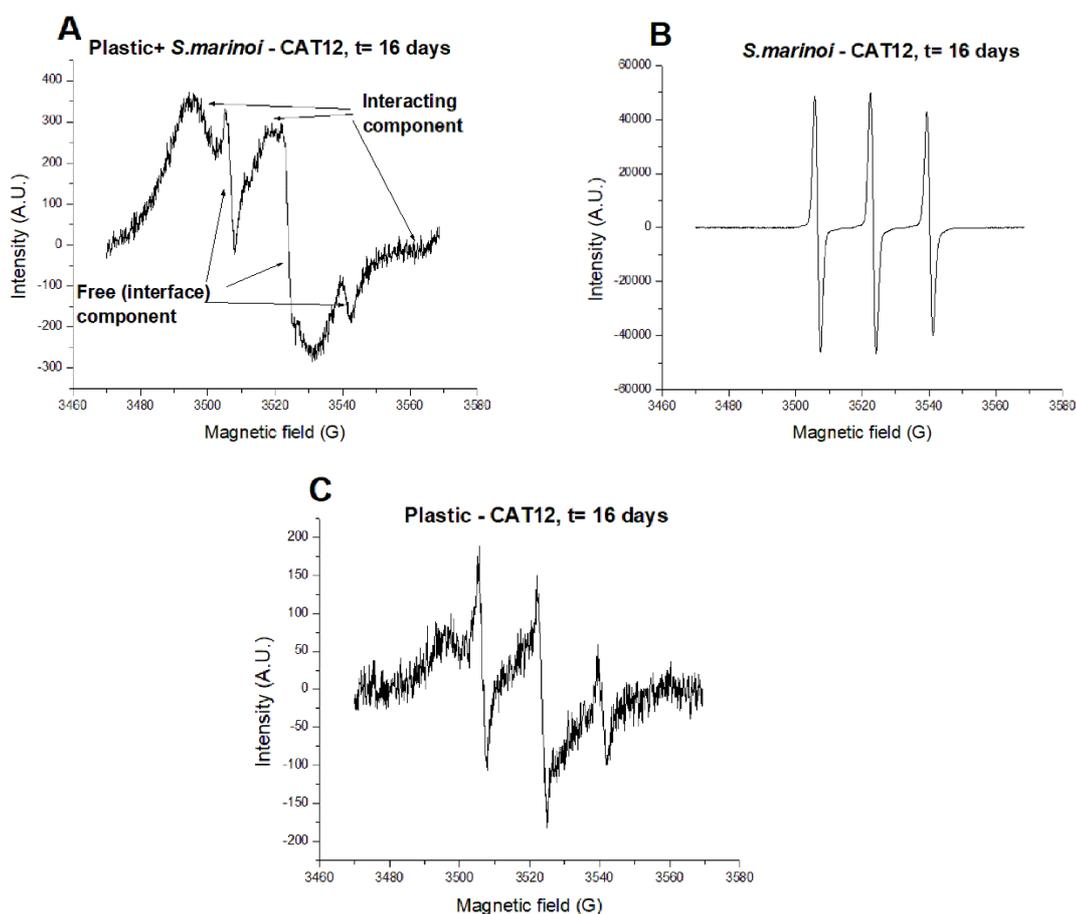 A
Plastic+ S.marinoi - CAT12, t= 16 days
400
300
200
100
0
-100
-200
-300
Intensity (A.U.)
Interacting
component
Free (interface)
component
3460 3480 3500 3520 3540 3560 3580
Magnetic field (G)
B
S.marinoi - CAT12, t= 16 days
60000
40000
20000
0
-20000
-40000
-60000
Intensity (A.U.)
3460 3480 3500 3520 3540 3560 3580
Magnetic field (G)
C
Plastic - CAT12, t= 16 days
200
150
100
50
0
-50
-100
-150
-200
Intensity (A.U.)
3460 3480 3500 3520 3540 3560 3580
Magnetic field (G)